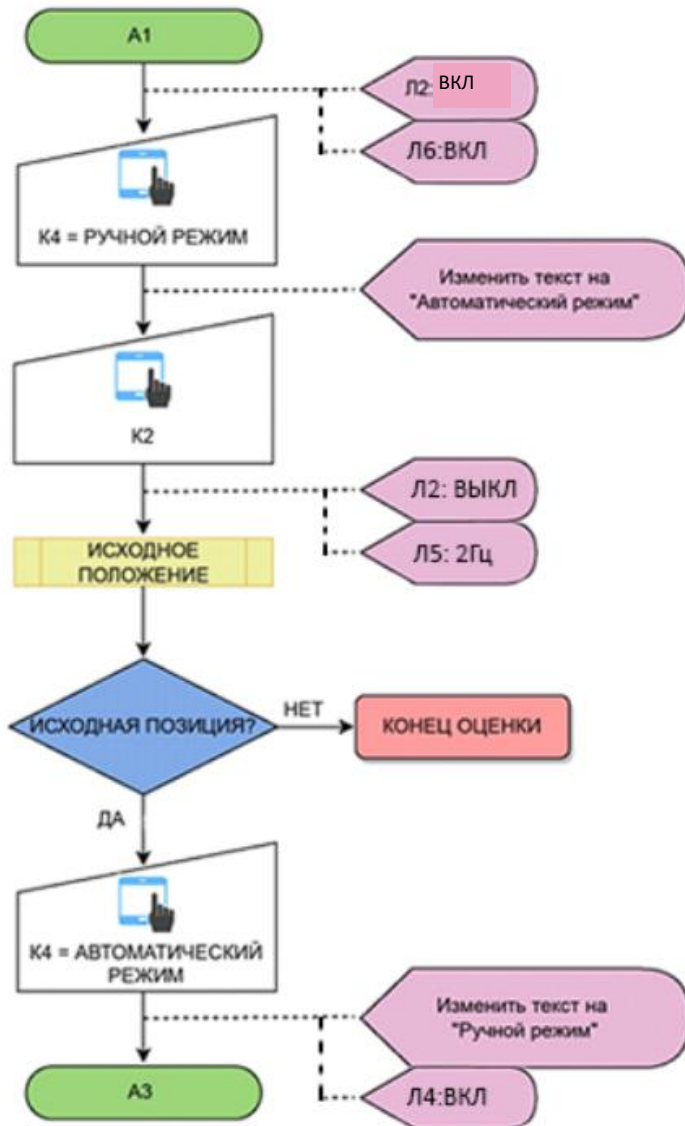 А1
Л2: ВКЛ
Л6:ВКЛ
К4 = РУЧНОЙ РЕЖИМ
Изменить текст на
"Автоматический режим"
К2
Л2: ВЫКЛ
ИСХОДНОЕ
ПОЛОЖЕНИЕ
Л5: 2Гц
ИСХОДНАЯ ПОЗИЦИЯ?
НЕТ
КОНЕЦ ОЦЕНКИ
ДА
К4 = АВТОМАТИЧЕСКИЙ
РЕЖИМ
Изменить текст на
"Ручной режим"
А3
Л4:ВКЛ